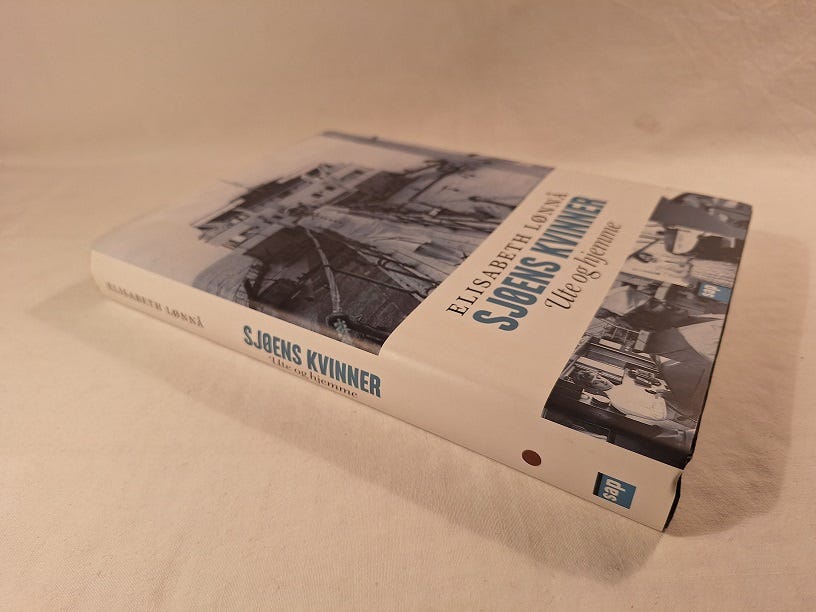 ELISABETH LØNNÅ
SJØENS KVINNER
Ute og hjemme
sap
ELISABETH LØNNÅ
SJØENS KVINNER
Ute og hjemme
sap